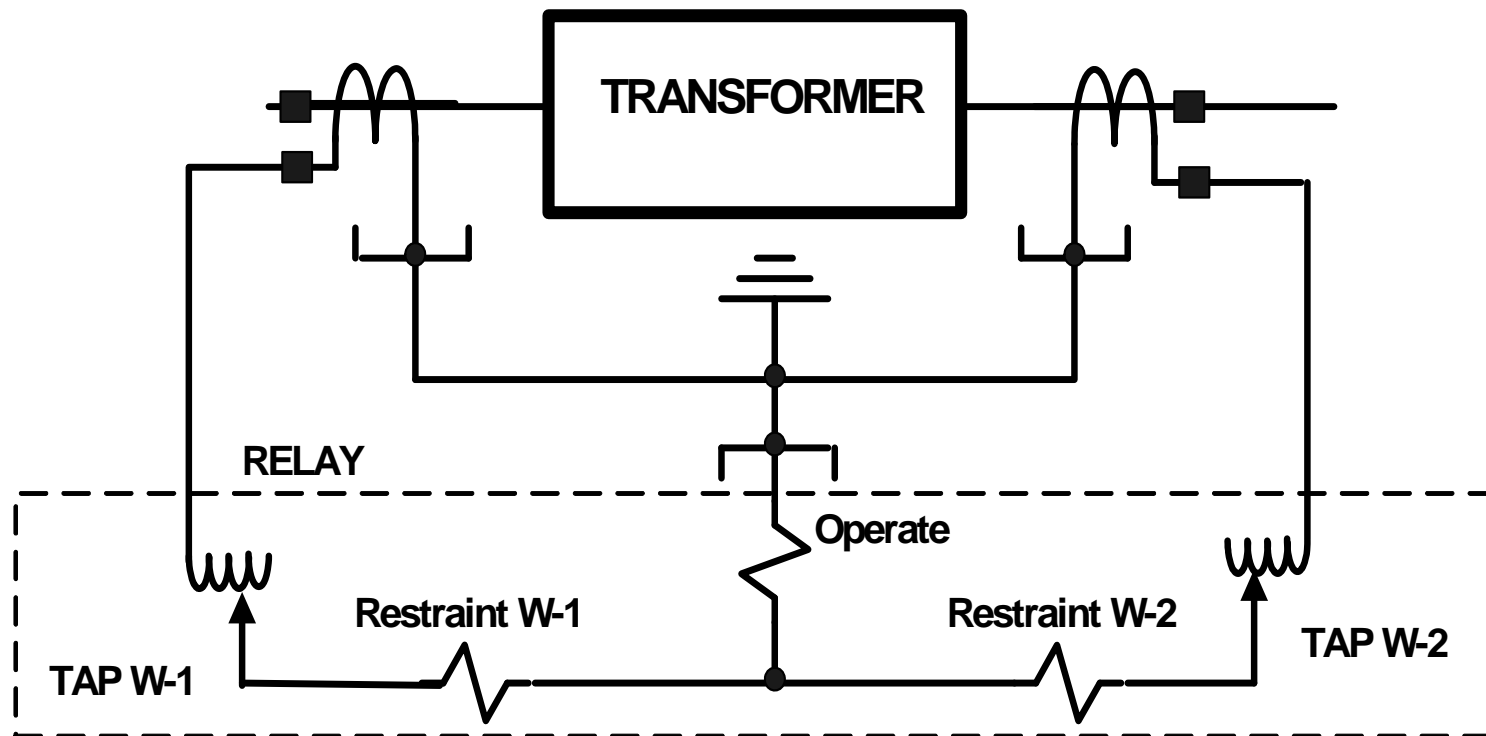 TRANSFORMER
RELAY
Operate
Restraint W-1
Restraint W-2
TAP W-1
TAP W-2